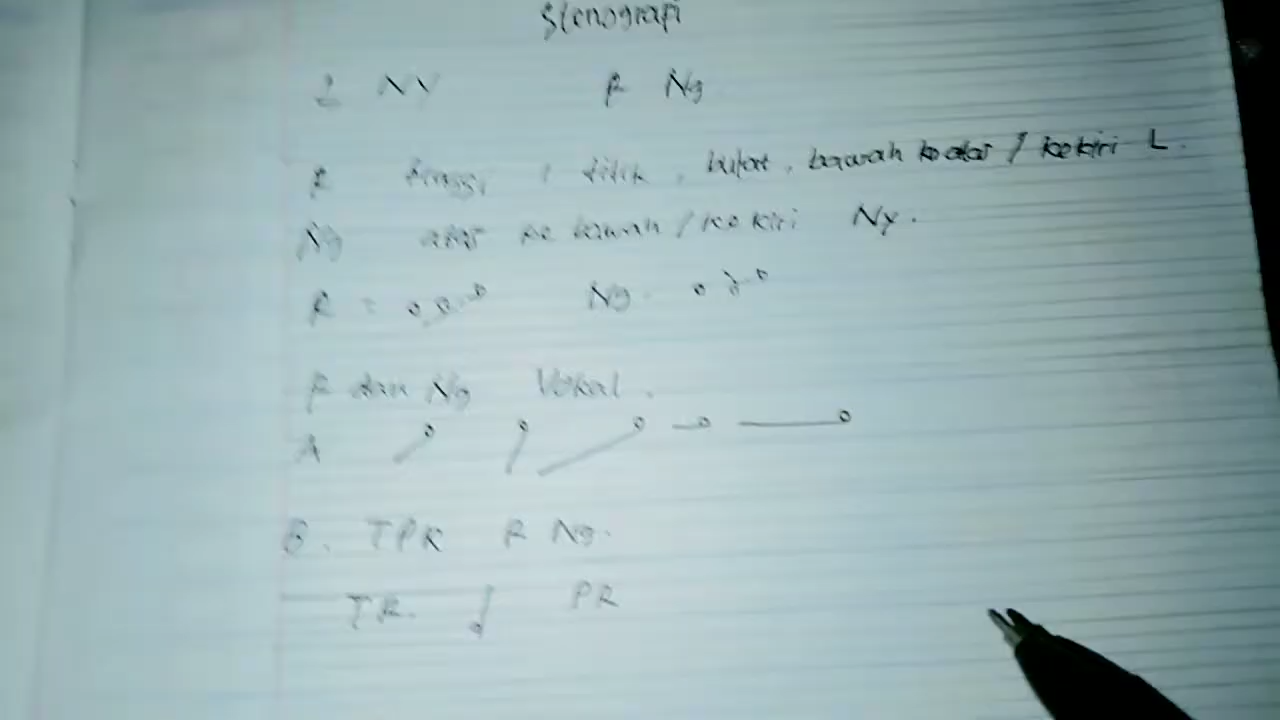 Stenografi
L NY R Ng
R tinggi, titik, bulat, bawah ke atas / ke kiri L.
Ng atas ke bawah / ke kiri Ny.
R = Ng.
R dan Ng Vokal.
A
B. TPK R Ng.
TR. PR